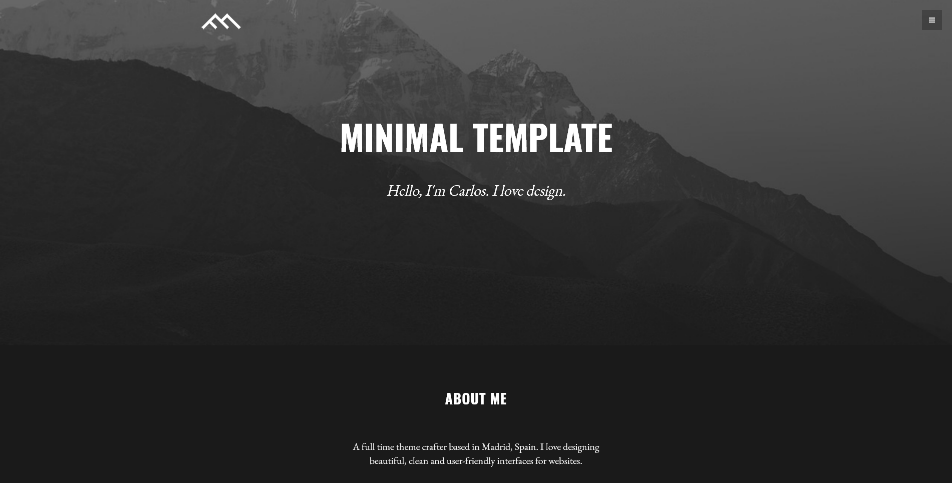 MINIMAL TEMPLATE
Hello, I'm Carlos. I love design.
ABOUT ME
A full time theme crafter based in Madrid, Spain. I love designing
beautiful, clean and user-friendly interfaces for websites.